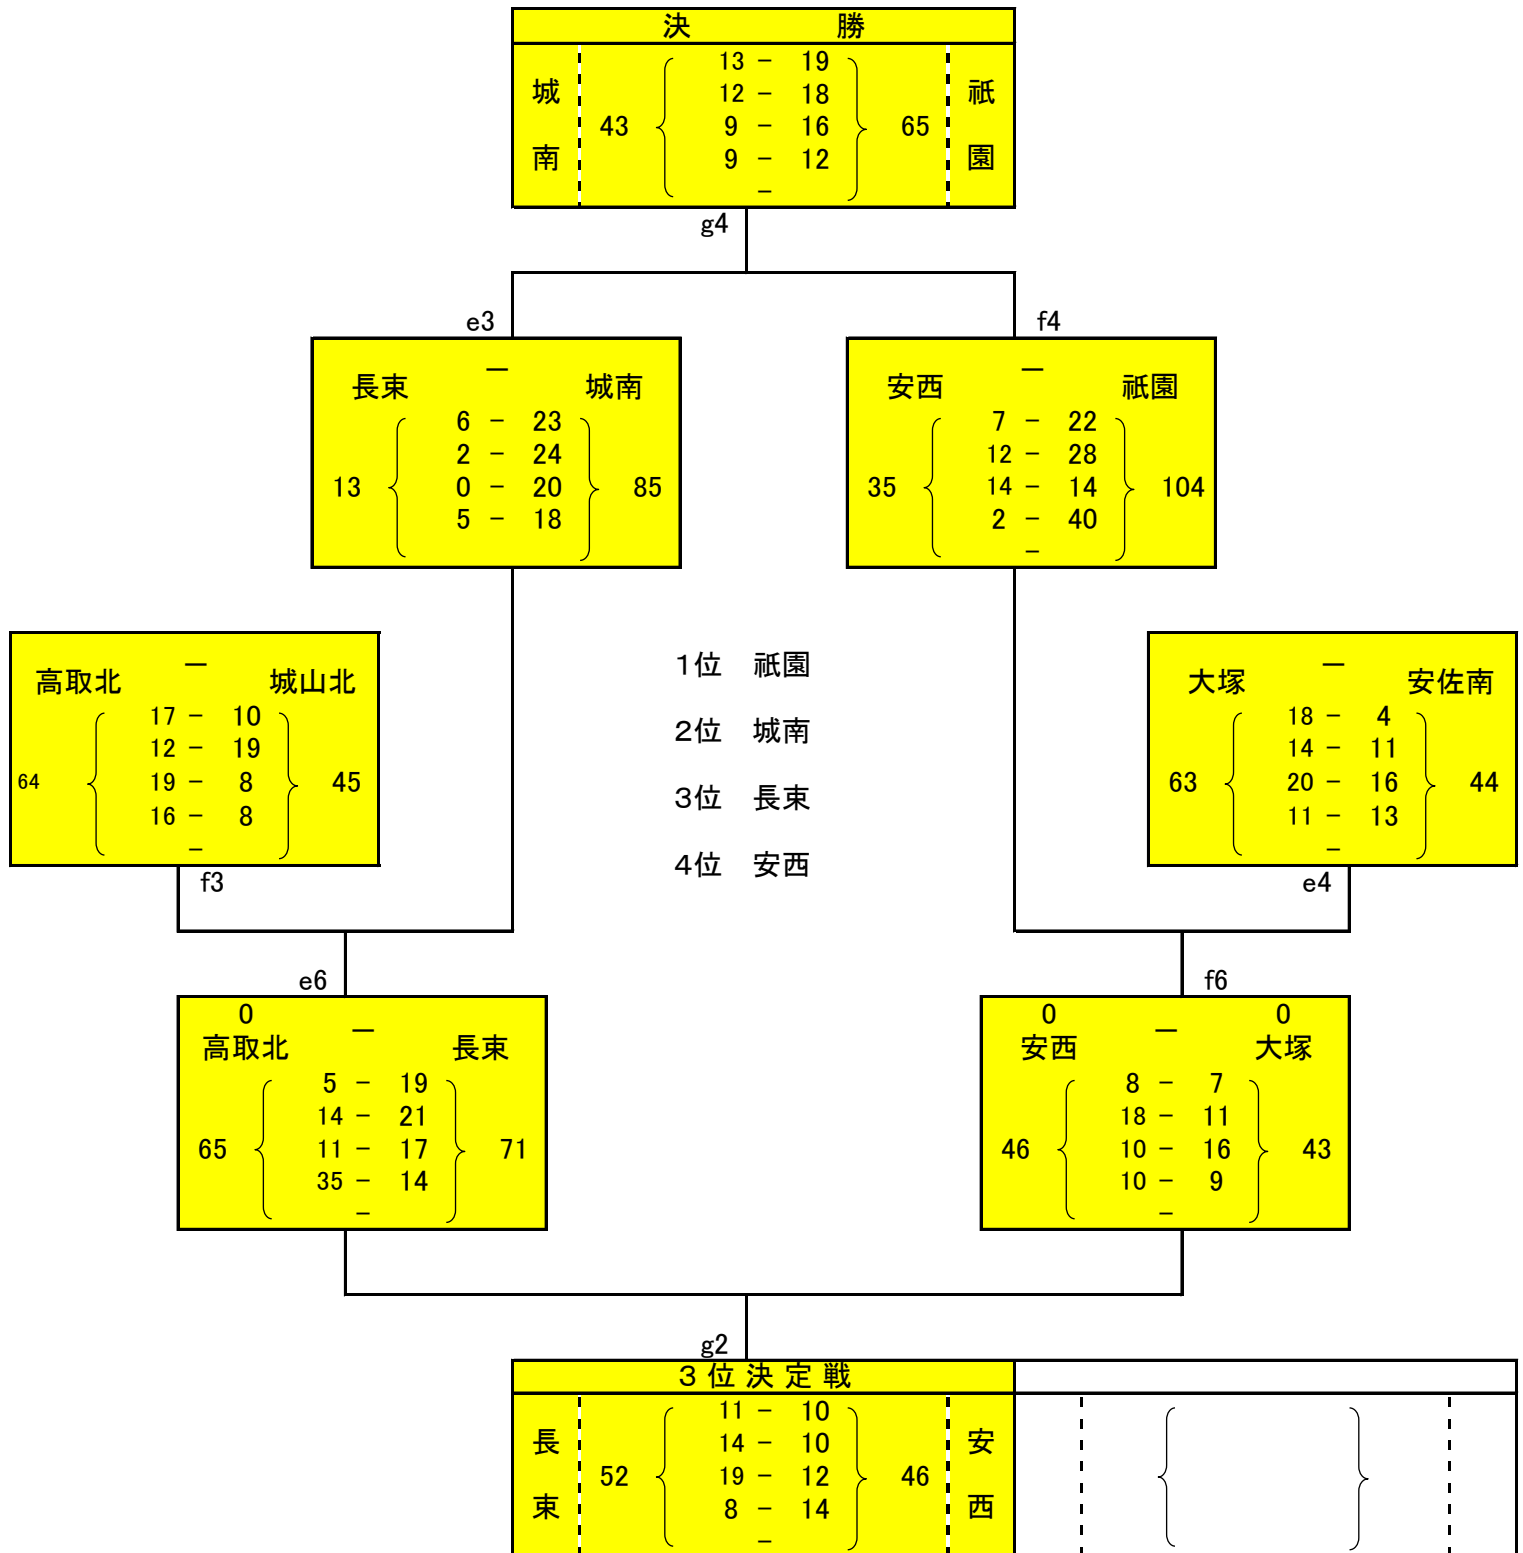 決 勝
城南 43 13 − 19 65 祇園
12 − 18
9 − 16
9 − 12
−
g4
e3
f4
長束 − 城南
6 − 23
2 − 24
13 0 − 20 85
5 − 18
安西 − 祇園
7 − 22
12 − 28
35 14 − 14 104
2 − 40
−
高取北 − 城山北
17 − 10
12 − 19
64 19 − 8 45
16 − 8
−
f3
1位 祇園
2位 城南
3位 長束
4位 安西
大塚 − 安佐南
18 − 4
14 − 11
63 20 − 16 44
11 − 13
−
e4
e6
f6
0 −
高取北 長束
5 − 19
14 − 21
65 11 − 17 71
35 − 14
−
0 − 0
安西 大塚
8 − 7
18 − 11
46 10 − 16 43
10 − 9
−
g2
3位決定戦
長束 52 11 − 10 46 安西
14 − 10
19 − 12
8 − 14
−